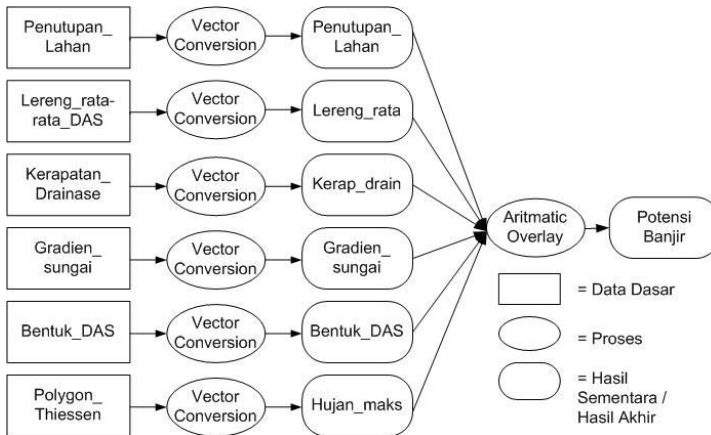 Penutupan_
Lahan
Vector
Conversion
Penutupan_
Lahan
Lereng_rata-
rata_DAS
Vector
Conversion
Lereng_rata
Kerapatan_
Drainase
Vector
Conversion
Kerap_drain
Gradien_
sungai
Vector
Conversion
Gradien_
sungai
Bentuk_DAS
Vector
Conversion
Bentuk_DAS
Polygon_
Thiessen
Vector
Conversion
Hujan_maks
Aritmatic
Overlay
Potensi
Banjir
= Data Dasar
= Proses
= Hasil
Sementara /
Hasil Akhir